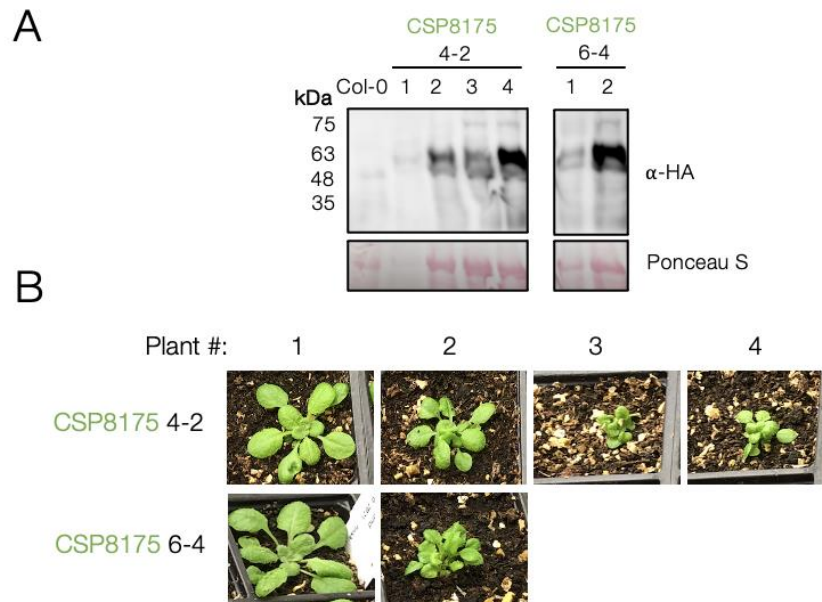 A
CSP8175 CSP8175
4-2 6-4
Col-0 1 2 3 4 1 2
kDa
75
63
48
35
α-HA
Ponceau S
B
Plant #: 1 2 3 4
CSP8175 4-2
CSP8175 6-4